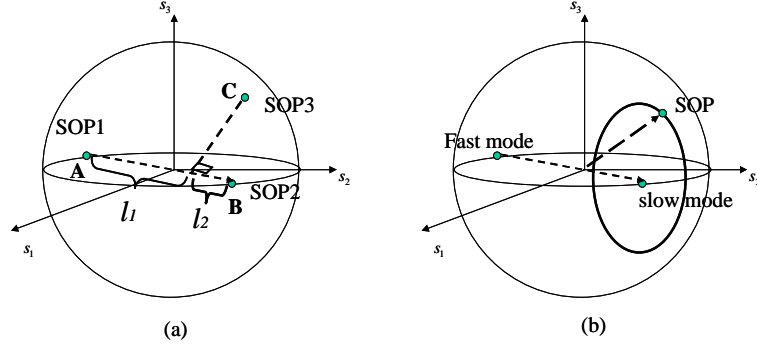 s3
s3
C
SOP3
SOP
SOP1
Fast mode
A
s2
s
SOP2
B
slow mode
l1
l2
s1
s1
(a)
(b)